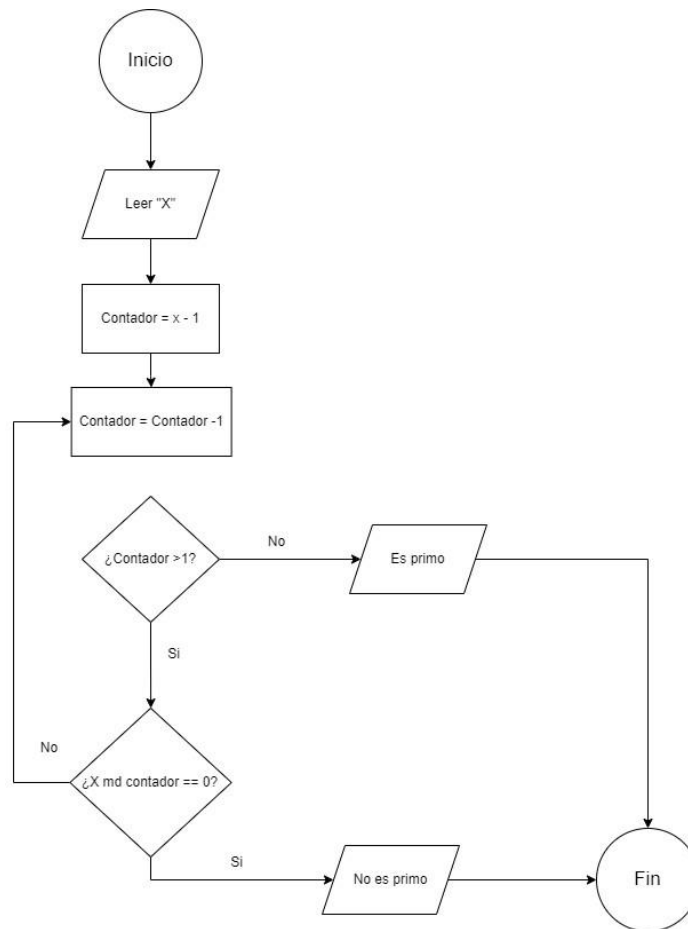 Inicio
Leer "X"
Contador = x - 1
Contador = Contador -1
¿Contador >1?
No
Es primo
Si
No
¿X md contador == 0?
Si
No es primo
Fin